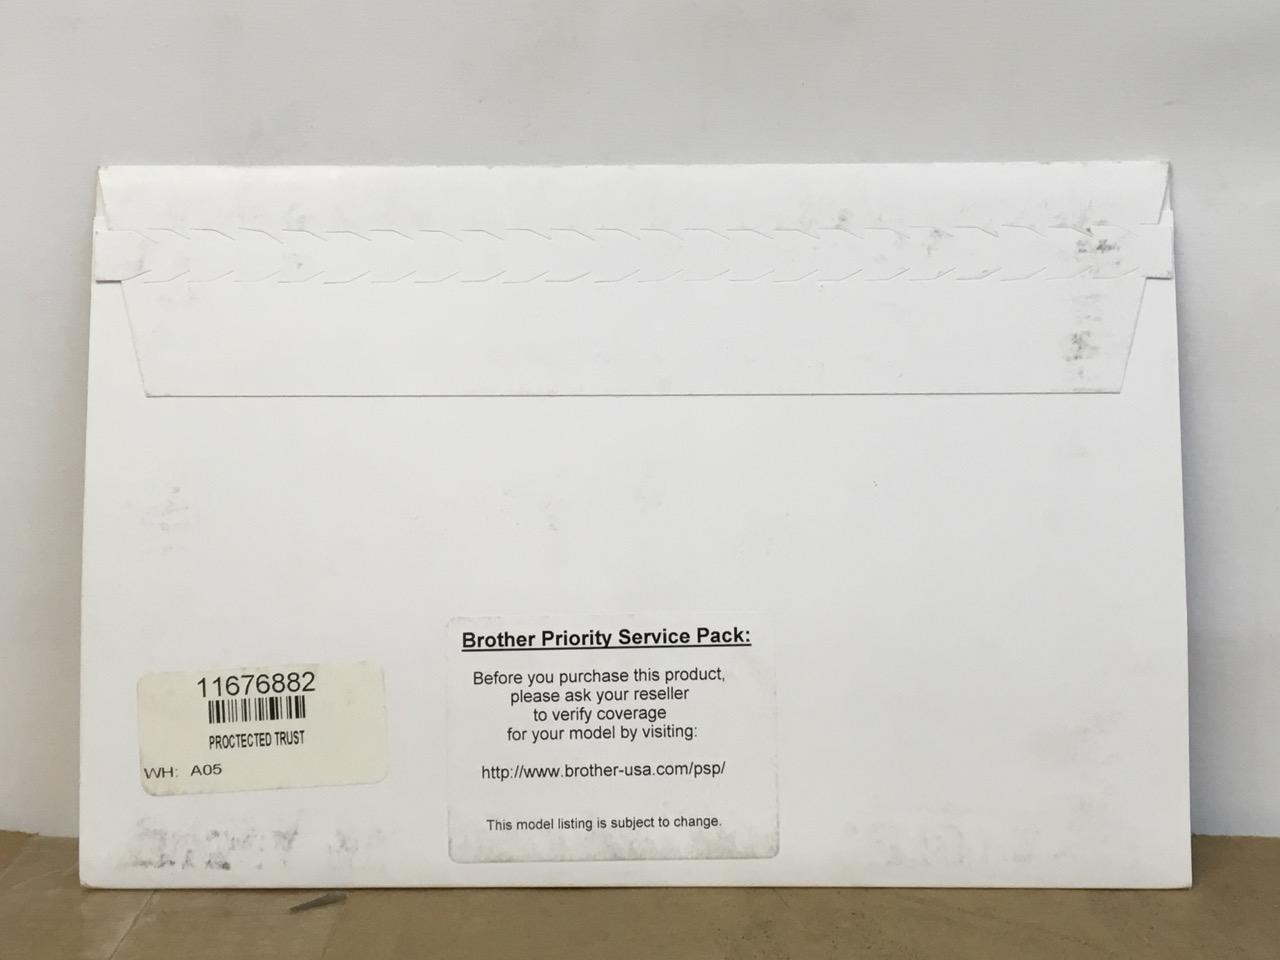 Brother Priority Service Pack:
Before you purchase this product,
please ask your reseller
to verify coverage
for your model by visiting:
http://www.brother-usa.com/psp/
This model listing is subject to change.
11676882
PROCTECTED TRUST
WH: A05